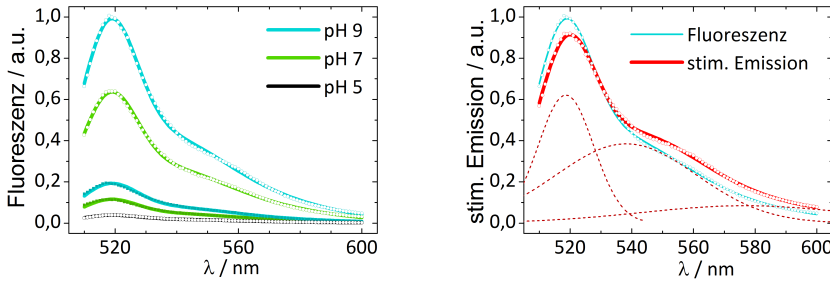 Fluoreszenz / a.u.
1,0
0,8
0,6
0,4
0,2
0,0
pH 9
pH 7
pH 5
520
560
600
λ / nm
stim. Emission / a.u.
1,0
0,8
0,6
0,4
0,2
0,0
Fluoreszenz
stim. Emission
520
540
560
580
600
λ / nm